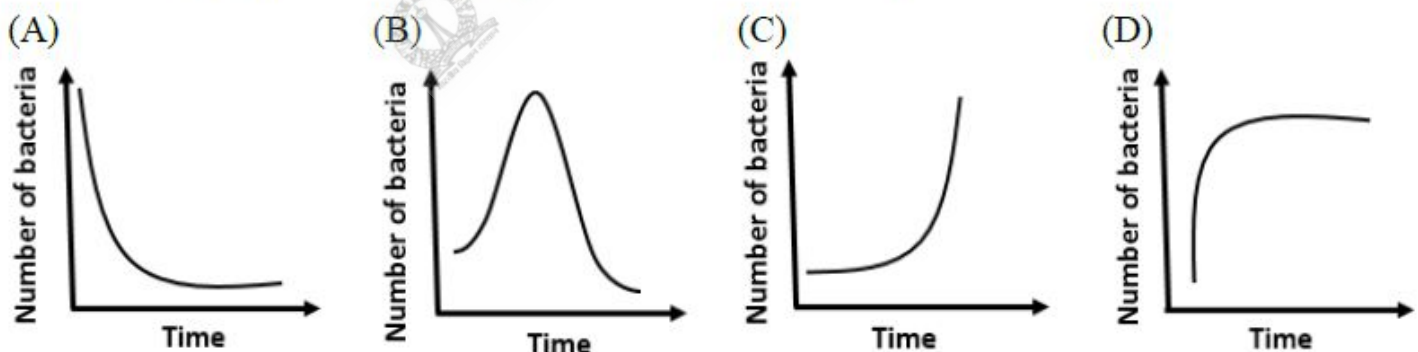 (A)
Number of bacteria
Time
(B)
Number of bacteria
Time
(C)
Number of bacteria
Time
(D)
Number of bacteria
Time